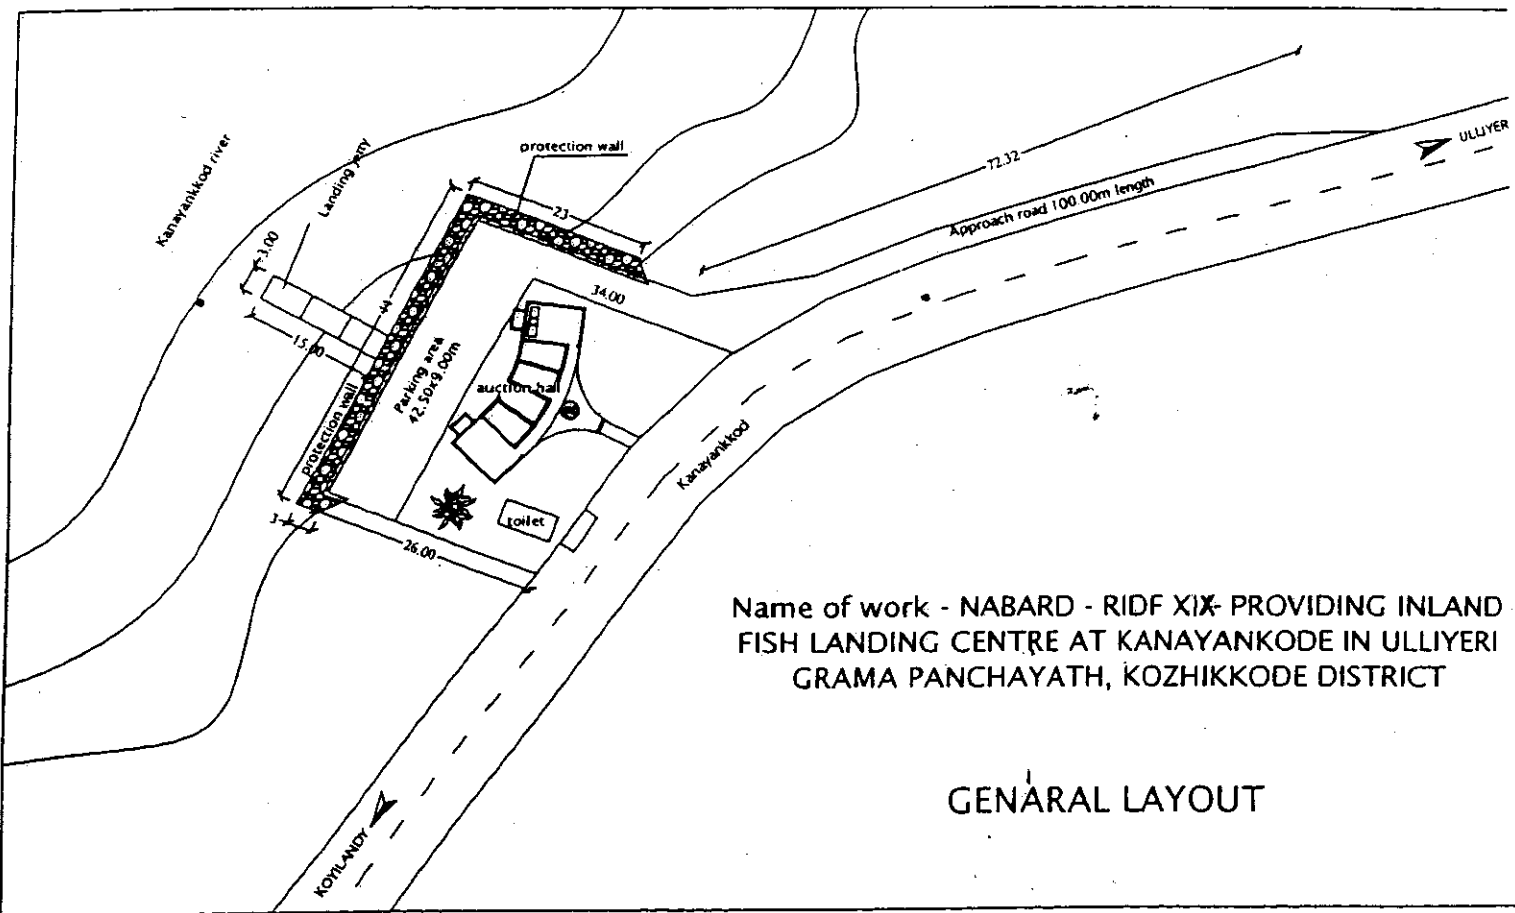 Kanayankkod river
Landing jetty
protection wall
23
72.32
ULLIYER
Approach road 100.00m length
3.00
44
34.00
15.00
Parking area
42.50x9.00m
auction hall
protection wall
Kanayankkod
3
26.00
toilet
KOYILANDY
Name of work - NABARD - RIDF XIX- PROVIDING INLAND
FISH LANDING CENTRE AT KANAYANKODE IN ULLIYERI
GRAMA PANCHAYATH, KOZHIKKODE DISTRICT
GENARAL LAYOUT